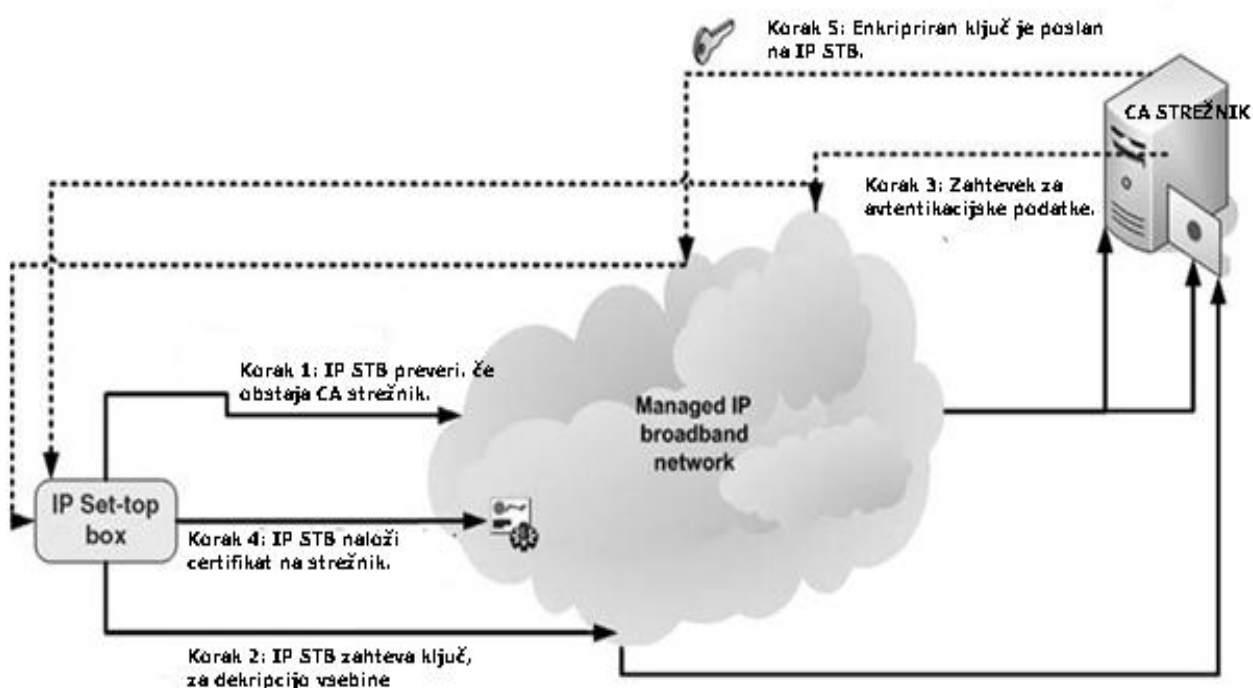 Korak 5: Enkripriran ključ je poslan
na IP STB.
CA STREŽNIK
Korak 3: Zahtevek za
avtentikacijske podatke.
Korak 1: IP STB preveri, če
obstaja CA strežnik.
Managed IP
broadband
network
IP Set-top
box
Korak 4: IP STB naloži
certifikat na strežnik.
Korak 2: IP STB zahteva ključ,
za dekripcijo vsebine